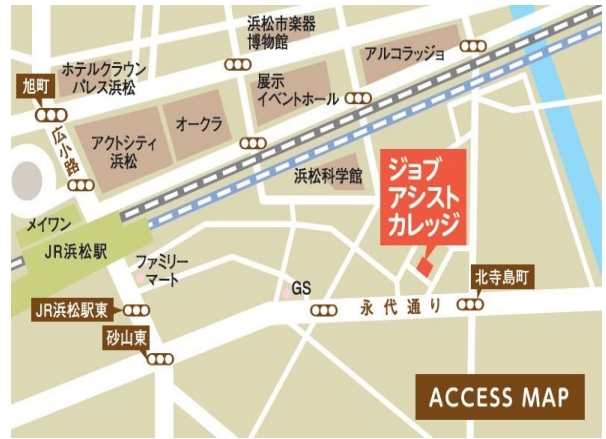 浜松市楽器
博物館
アルコラッジョ
ホテルクラウン
パレス浜松
旭町
展示
イベントホール
オークラ
広小路
アクトシティ
浜松
浜松科学館
ジョブ
アシスト
カレッジ
メイワン
JR浜松駅
ファミリー
マート
GS
北寺島町
JR浜松駅東
永代通り
砂山東
ACCESS MAP